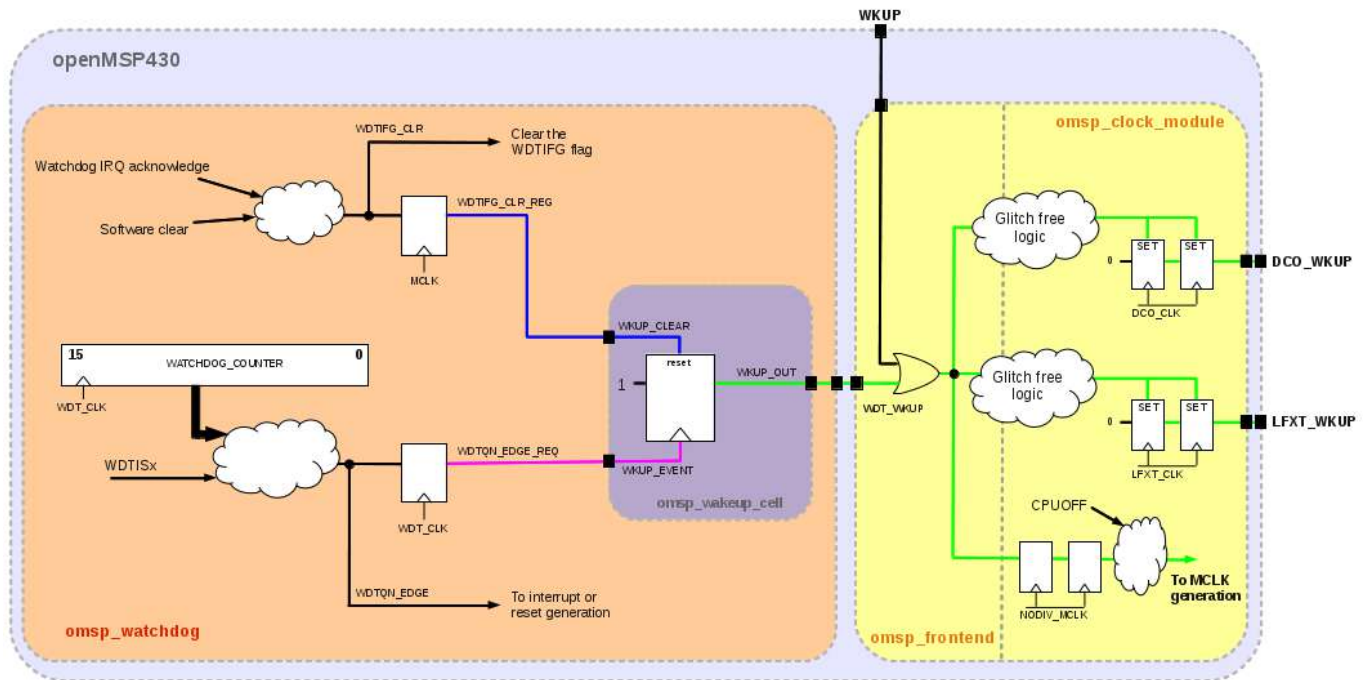 WKUP
openMSP430
omsp_clock_module
WDTIFG_CLR
Clear the
WDTIFG flag
Watchdog IRQ acknowledge
Software clear
WDTIFG_CLR_REG
MCLK
Glitch free
logic
SET
SET
0
DCO_CLK
DCO_WKUP
WKUP_CLEAR
15
WATCHDOG_COUNTER
0
WDT_CLK
reset
1
WKUP_OUT
WDT_WKUP
Glitch free
logic
SET
SET
0
LFXT_CLK
LFXT_WKUP
WDTISx
WDTQN_EDGE_REQ
WKUP_EVENT
WDT_CLK
omsp_wakeup_cell
CPUOFF
WDTQN_EDGE
To interrupt or
reset generation
To MCLK
generation
NODIV_MCLK
omsp_watchdog
omsp_frontend